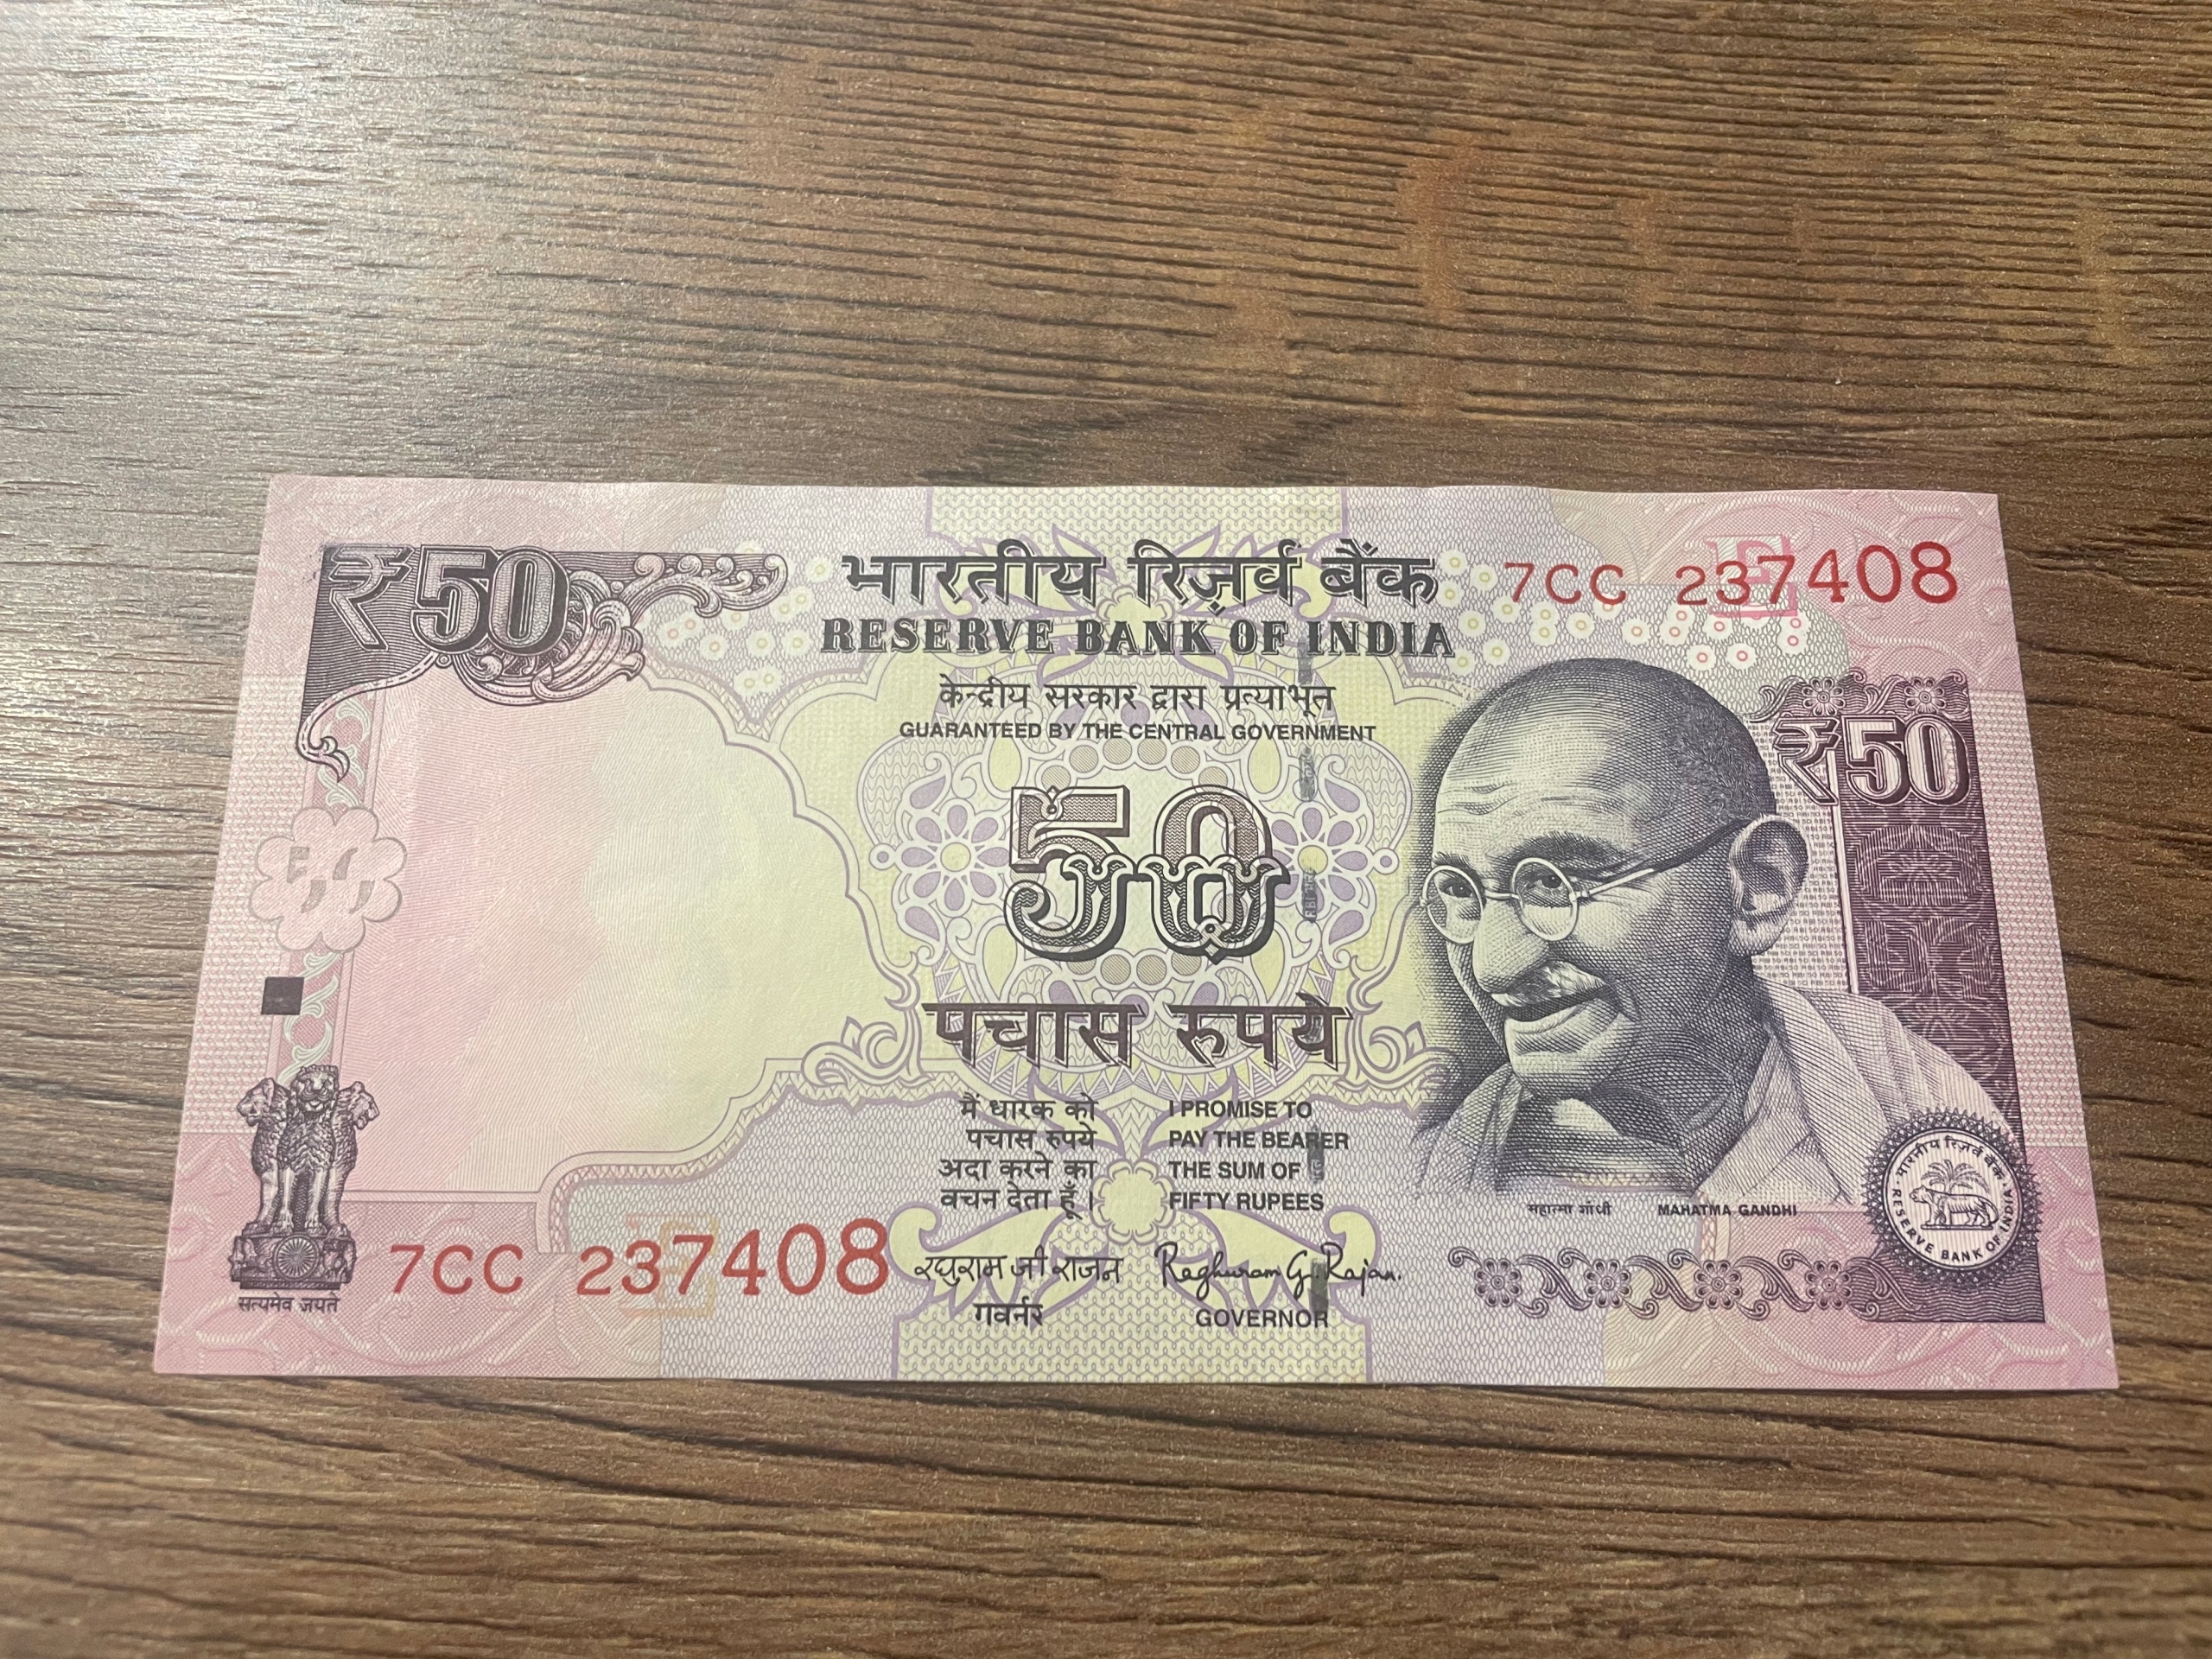 ₹50
भारतीय रिज़र्व बैंक
RESERVE BANK OF INDIA
7CC 237408
केन्द्रीय सरकार द्वारा प्रत्याभूत
GUARANTEED BY THE CENTRAL GOVERNMENT
₹50
50
पचास रुपये
मैं धारक को
पचास रुपये
अदा करने का
वचन देता हूँ।
I PROMISE TO
PAY THE BEARER
THE SUM OF
FIFTY RUPEES
महात्मा गांधी MAHATMA GANDHI
भारतीय रिज़र्व बैंक
RESERVE BANK OF INDIA
सत्यमेव जयते
7CC 237408
रघुराम जी राजन
गवर्नर
Raghuram G. Rajan.
GOVERNOR